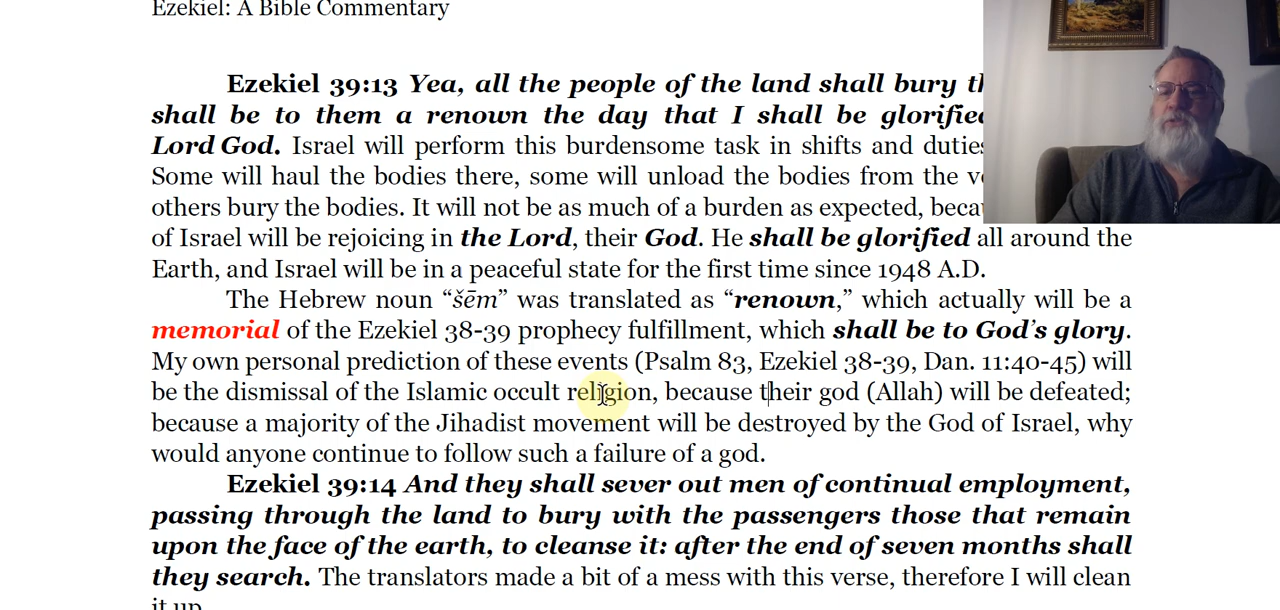 Ezekiel: A Bible Commentary
Ezekiel 39:13 Yea, all the people of the land shall bury
shall be to them a renown the day that I shall be glorified
Lord God. Israel will perform this burdensome task in shifts and duties
Some will haul the bodies there, some will unload the bodies from the
others bury the bodies. It will not be as much of a burden as expected,
of Israel will be rejoicing in the Lord, their God. He shall be glorified all around the
Earth, and Israel will be in a peaceful state for the first time since 1948 A.D.
The Hebrew noun “šēm” was translated as “renown,” which actually will be a
memorial of the Ezekiel 38-39 prophecy fulfillment, which shall be to God’s glory.
My own personal prediction of these events (Psalm 83, Ezekiel 38-39, Dan. 11:40-45) will
be the dismissal of the Islamic occult religion, because their god (Allah) will be defeated;
because a majority of the Jihadist movement will be destroyed by the God of Israel, why
would anyone continue to follow such a failure of a god.
Ezekiel 39:14 And they shall sever out men of continual employment,
passing through the land to bury with the passengers those that remain
upon the face of the earth, to cleanse it: after the end of seven months shall
they search. The translators made a bit of a mess with this verse, therefore I will clean
it up